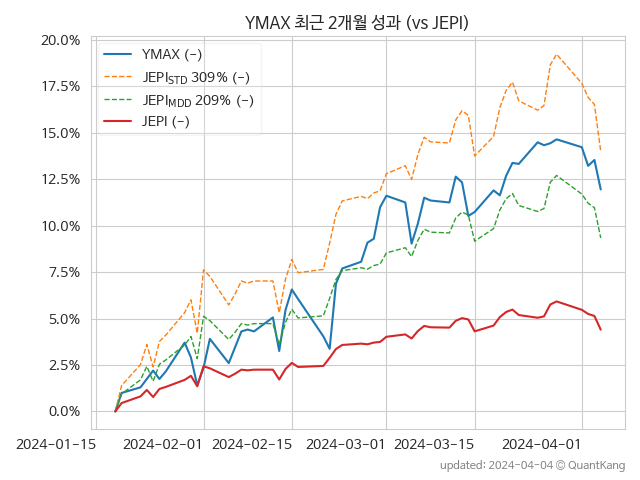 YMAX 최근 2개월 성과 (vs JEPI)
20.0%
17.5%
15.0%
12.5%
10.0%
7.5%
5.0%
2.5%
0.0%
YMAX (-)
JEPISTD 309% (-)
JEPIMDD 209% (-)
JEPI (-)
2024-01-15 2024-02-01 2024-02-15 2024-03-01 2024-03-15 2024-04-01
updated: 2024-04-04 © QuantKang